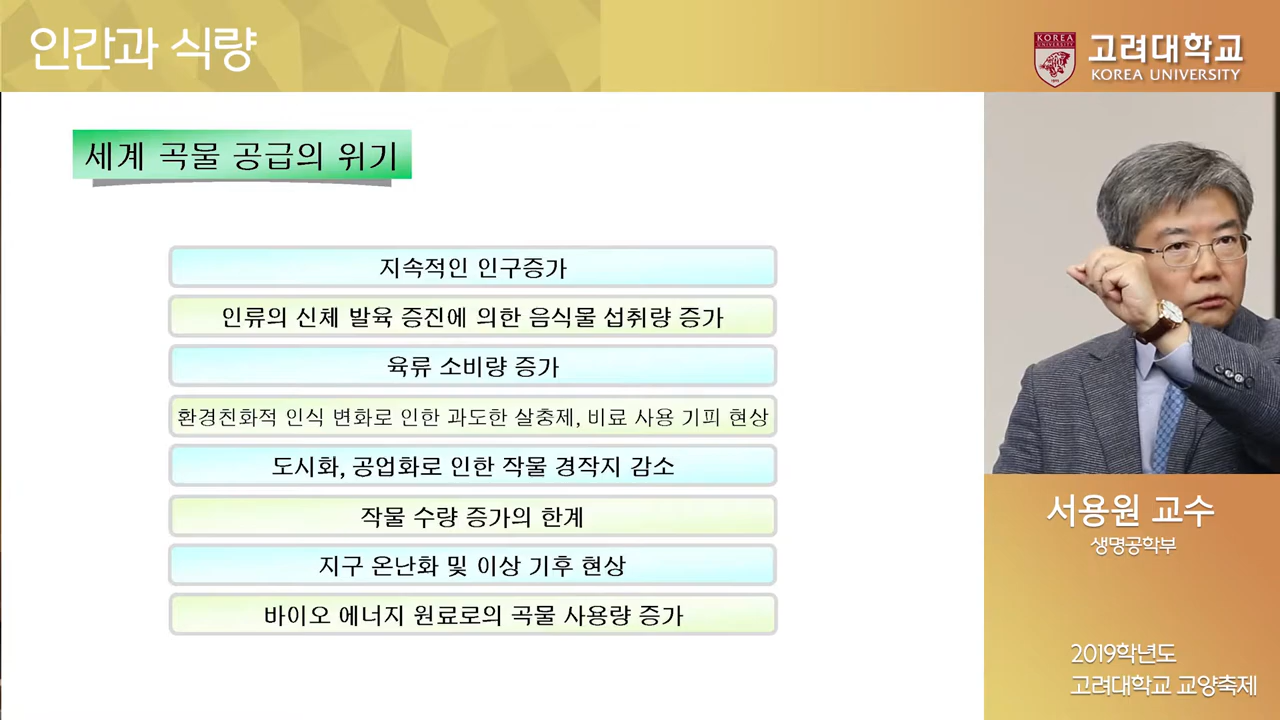 인간과 식량
KOREA
UNIVERSITY
고려대학교
KOREA UNIVERSITY
세계 곡물 공급의 위기
지속적인 인구증가
인류의 신체 발육 증진에 의한 음식물 섭취량 증가
육류 소비량 증가
환경친화적 인식 변화로 인한 과도한 살충제, 비료 사용 기피 현상
도시화, 공업화로 인한 작물 경작지 감소
작물 수량 증가의 한계
지구 온난화 및 이상 기후 현상
바이오 에너지 원료로의 곡물 사용량 증가
서용원 교수
생명공학부
2019학년도
고려대학교 교양축제